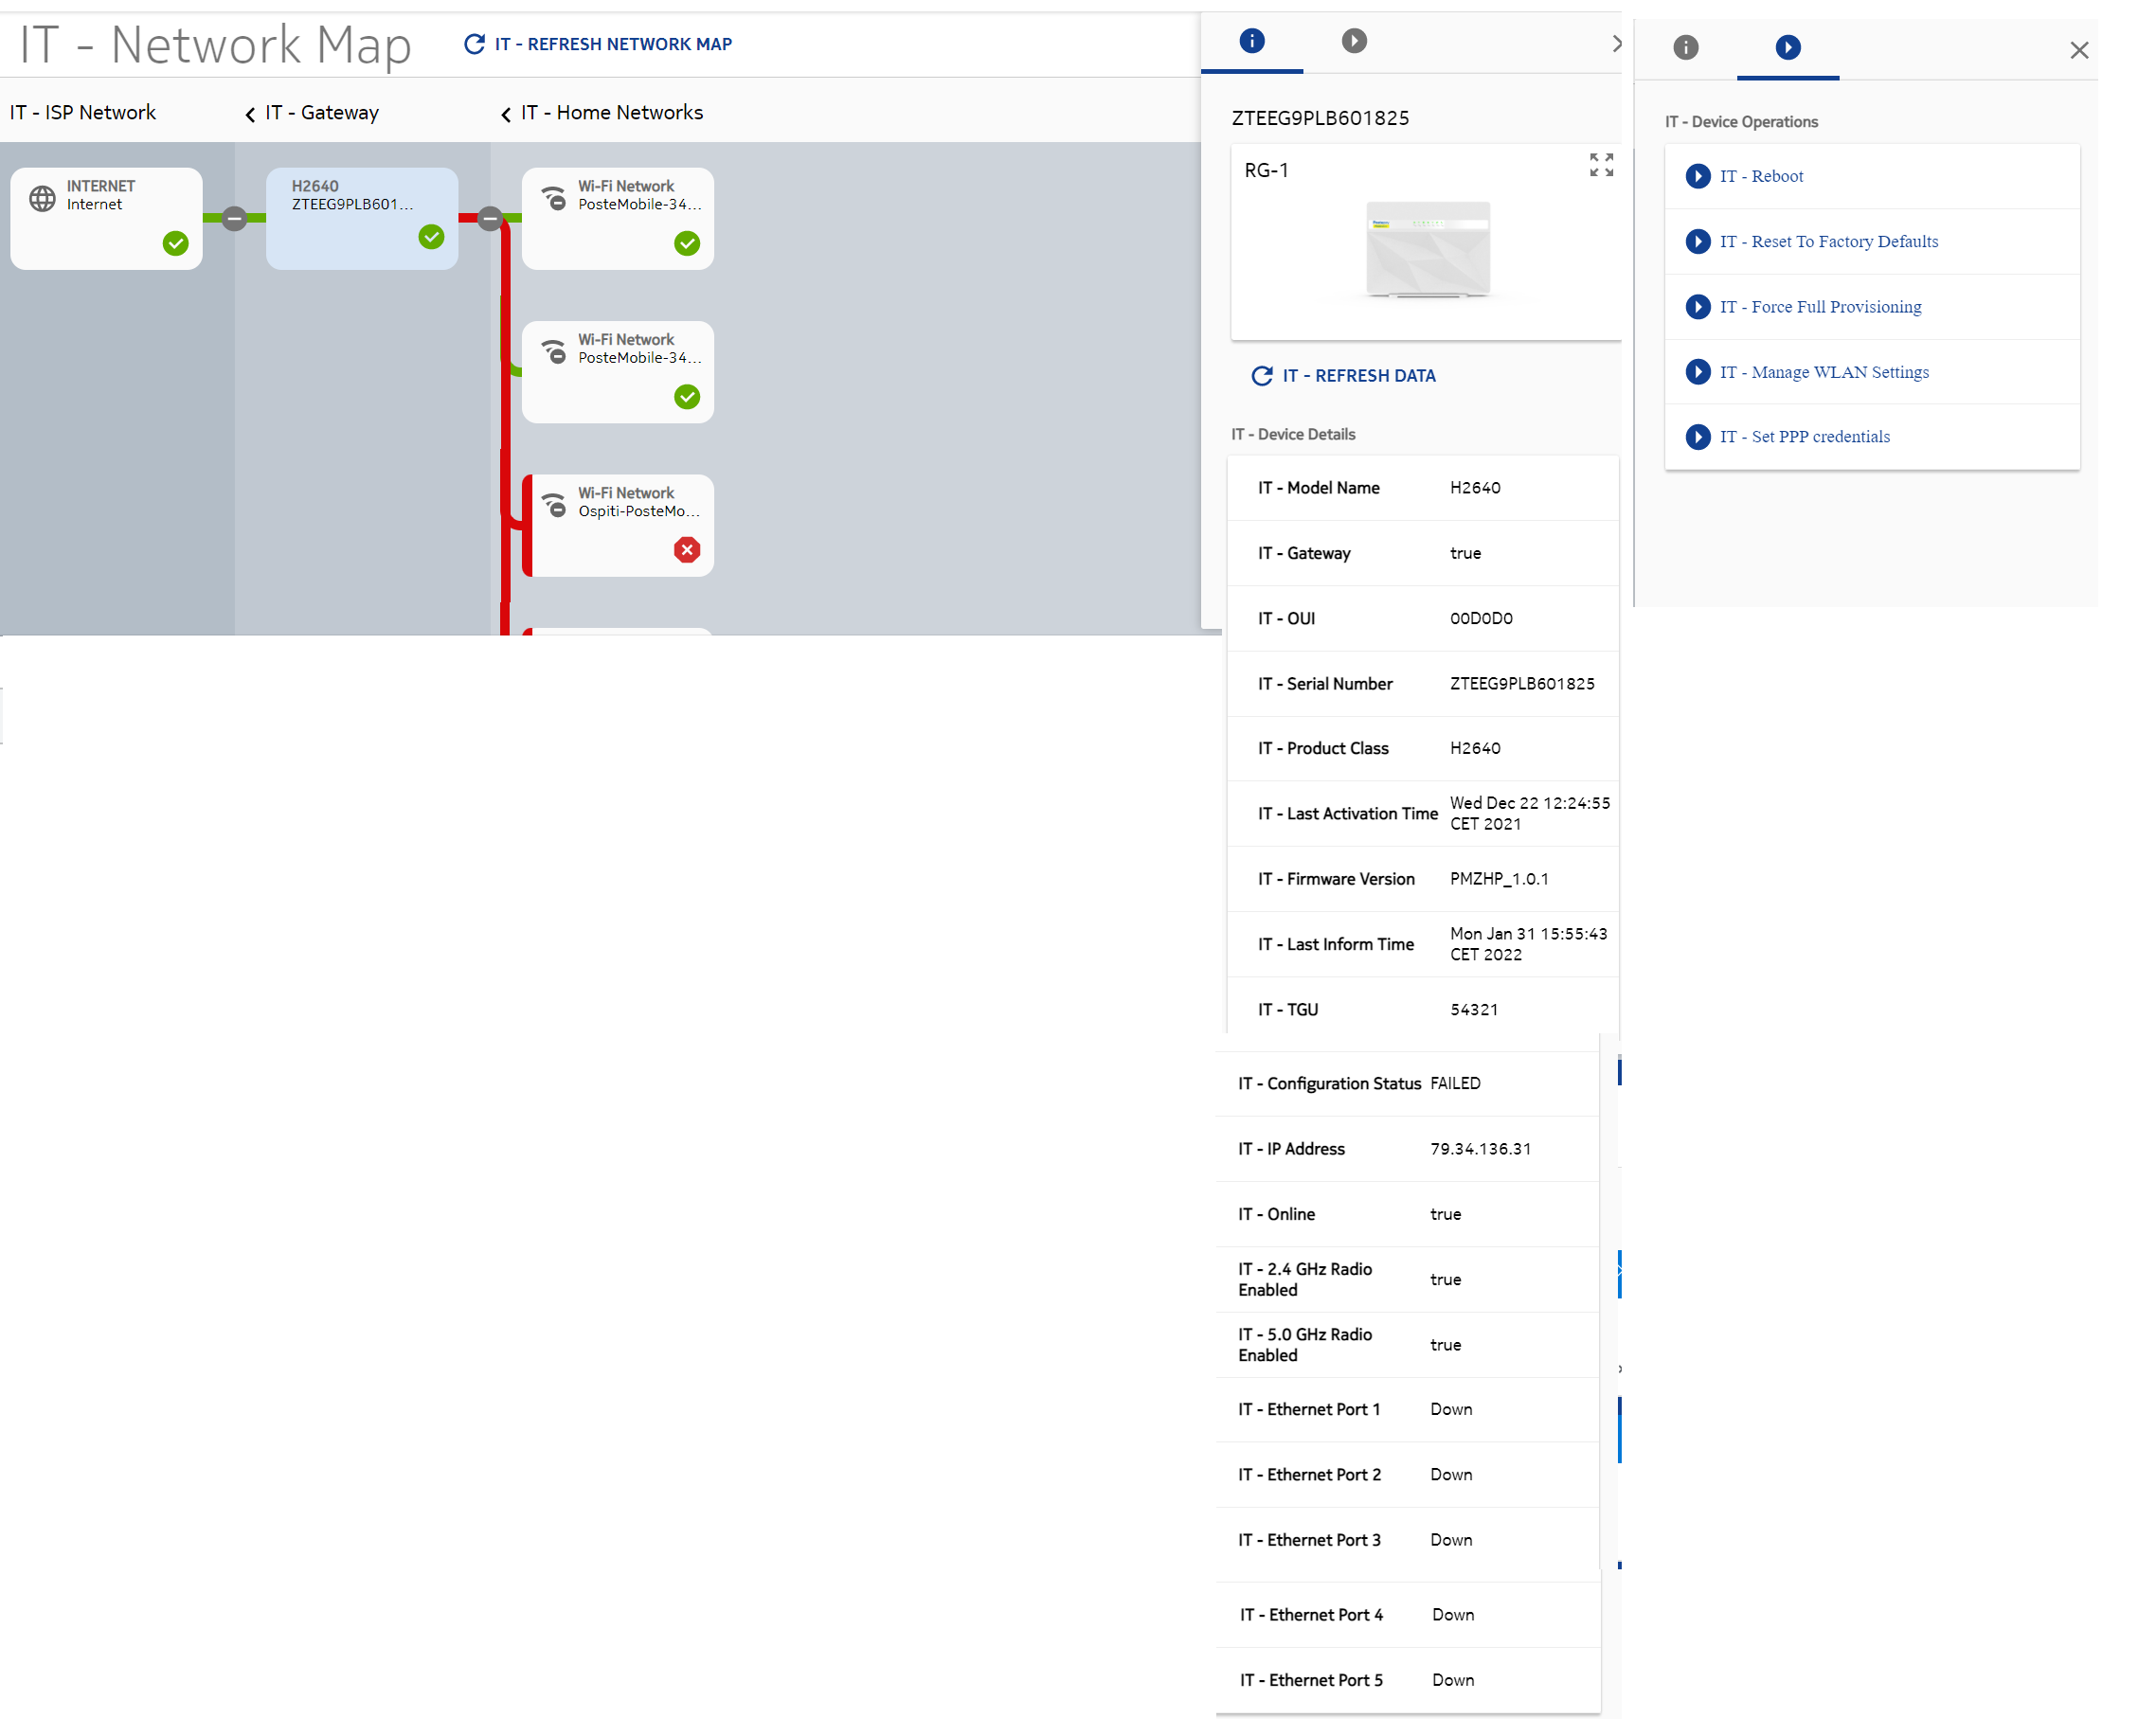 IT - Network Map
IT - REFRESH NETWORK MAP
IT - ISP Network
IT - Gateway
IT - Home Networks
INTERNET
Internet
H2640
ZTEEG9PLB601...
Wi-Fi Network
PosteMobile-34...
Wi-Fi Network
PosteMobile-34...
Wi-Fi Network
Ospiti-PosteMo...
ZTEEG9PLB601825
RG-1
IT - REFRESH DATA
IT - Device Details
IT - Model Name H2640
IT - Gateway true
IT - OUI 00D0D0
IT - Serial Number ZTEEG9PLB601825
IT - Product Class H2640
IT - Last Activation Time Wed Dec 22 12:24:55
CET 2021
IT - Firmware Version PMZHP_1.0.1
IT - Last Inform Time Mon Jan 31 15:55:43
CET 2022
IT - TGU 54321
IT - Configuration Status FAILED
IT - IP Address 79.34.136.31
IT - Online true
IT - 2.4 GHz Radio
Enabled true
IT - 5.0 GHz Radio
Enabled true
IT - Ethernet Port 1 Down
IT - Ethernet Port 2 Down
IT - Ethernet Port 3 Down
IT - Ethernet Port 4 Down
IT - Ethernet Port 5 Down
IT - Device Operations
IT - Reboot
IT - Reset To Factory Defaults
IT - Force Full Provisioning
IT - Manage WLAN Settings
IT - Set PPP credentials